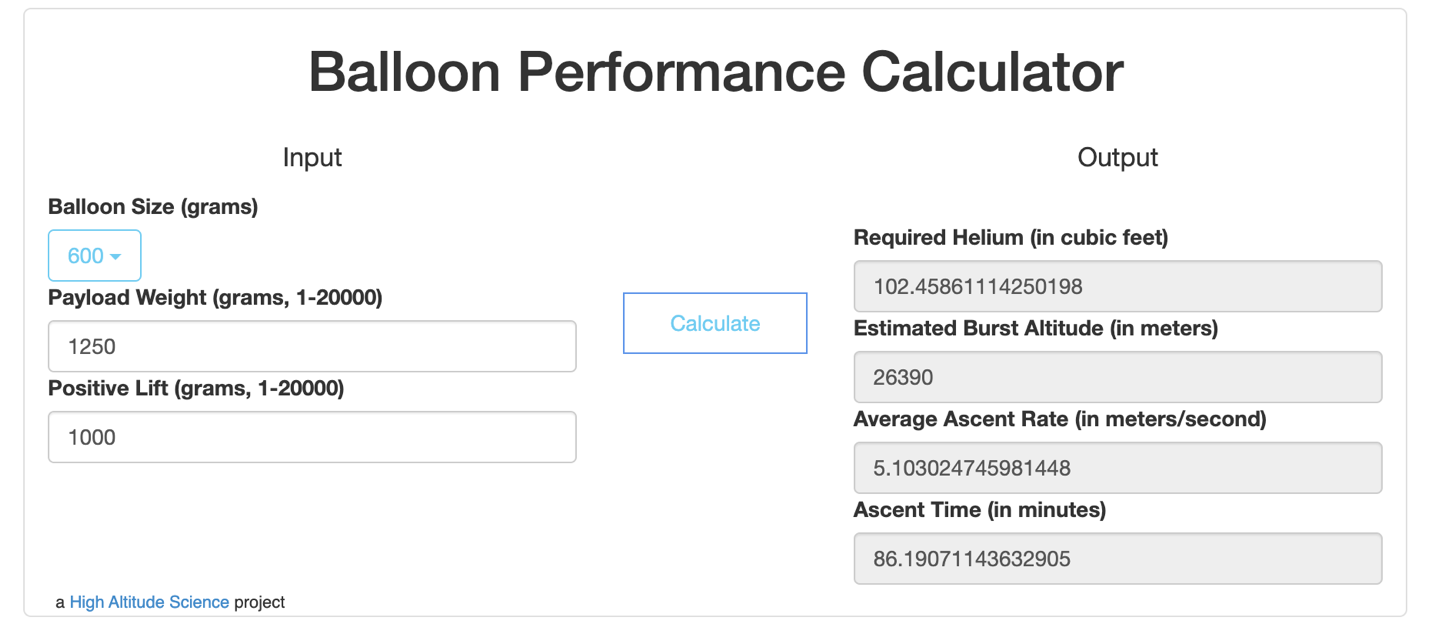 Balloon Performance Calculator
Input
Balloon Size (grams)
600
Payload Weight (grams, 1-20000)
1250
Positive Lift (grams, 1-20000)
1000
Calculate
Output
Required Helium (in cubic feet)
102.45861114250198
Estimated Burst Altitude (in meters)
26390
Average Ascent Rate (in meters/second)
5.103024745981448
Ascent Time (in minutes)
86.19071143632905
a High Altitude Science project